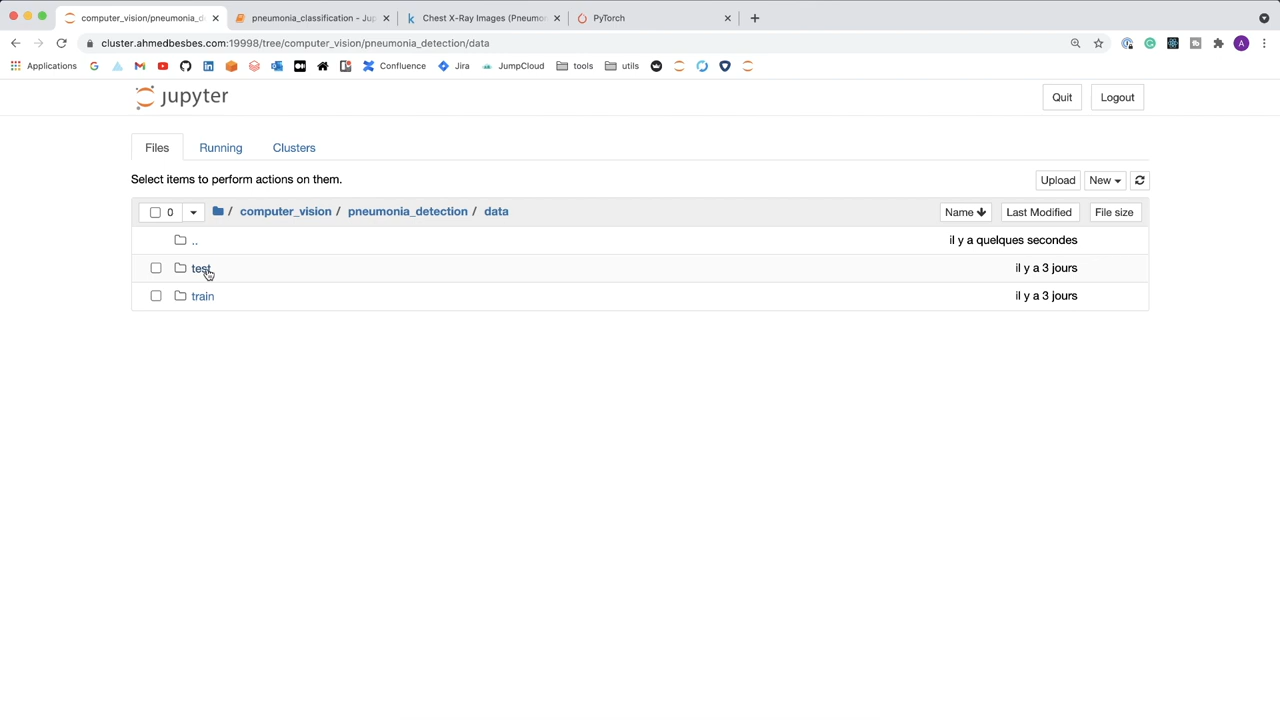 computer_vision/pneumonia_d
pneumonia_classification - Jup
Chest X-Ray Images (Pneumon
PyTorch
cluster.ahmedbesbes.com:19998/tree/computer_vision/pneumonia_detection/data
A
Applications
Confluence
Jira
JumpCloud
tools
utils
jupyter
Quit
Logout
Files
Running
Clusters
Select items to perform actions on them.
Upload
New
0
/ computer_vision / pneumonia_detection / data
Name
Last Modified
File size
..
il y a quelques secondes
test
il y a 3 jours
train
il y a 3 jours